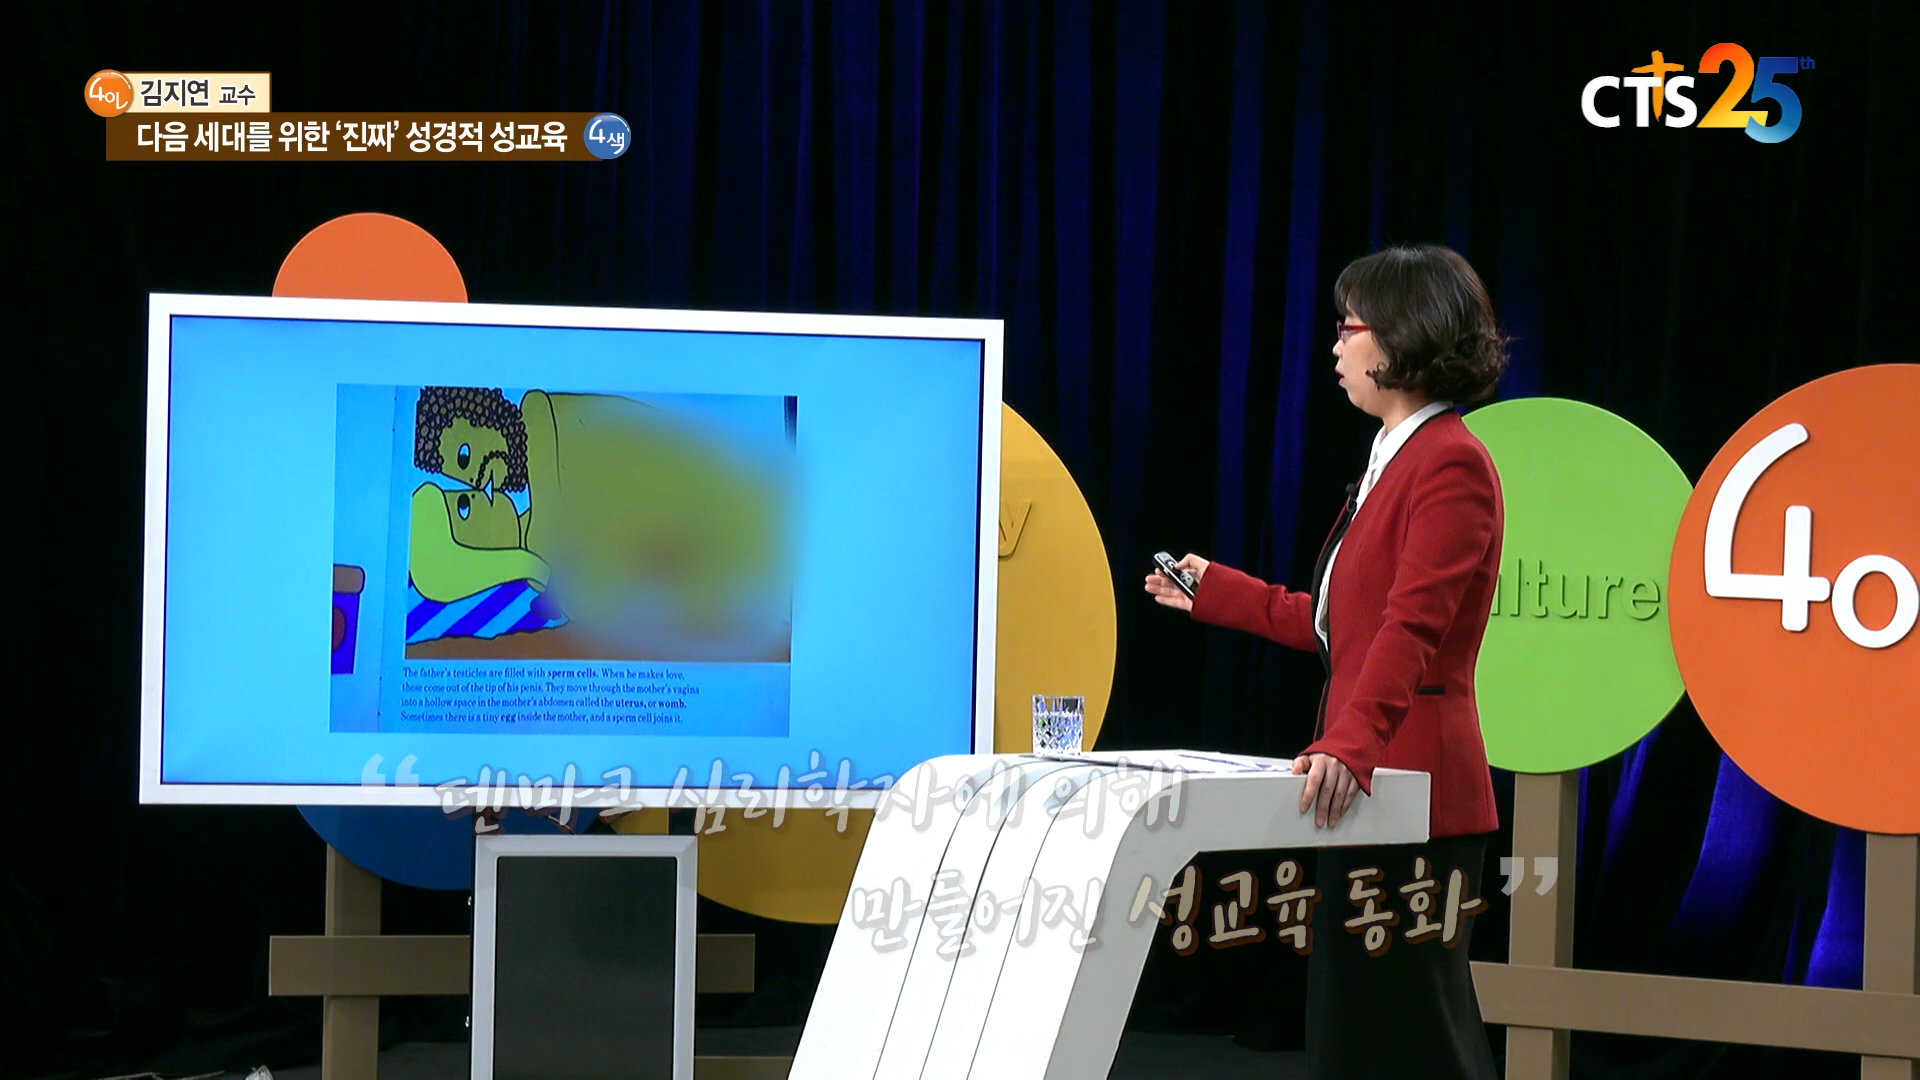 4인 김지연 교수
다음 세대를 위한 '진짜' 성경적 성교육 4색
CTS25th
y
ulture
4인
The father's testicles are filled with sperm cells. When he makes love,
these come out of the tip of his penis. They move through the mother's vagina
into a hollow space in the mother's abdomen called the uterus, or womb.
Sometimes there is a tiny egg inside the mother, and a sperm cell joins it.
“덴마크 심리학자에 의해
만들어진 성교육 동화”